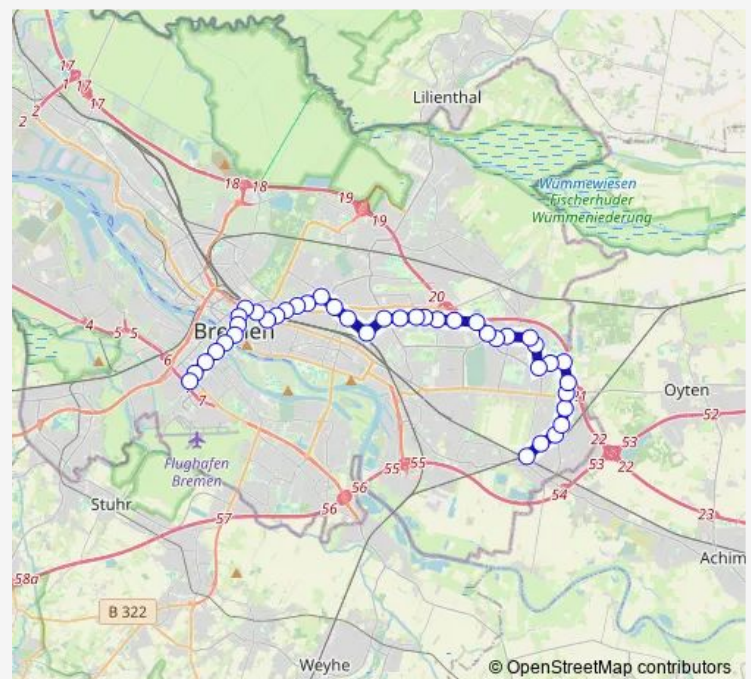 17
17
1
17
2
2
Lilienthal
18
18
19
19
Wümmewiesen
Fischerhuder
Wümmeniederung
20
4
5
5
Bremen
6
7
21
Oyten
52
Flughafen
Bremen
22
53
53
22
55
55
54
56
56
23
Stuhr
57
58a
Achim
B 322
Weyhe
© OpenStreetMap contributors